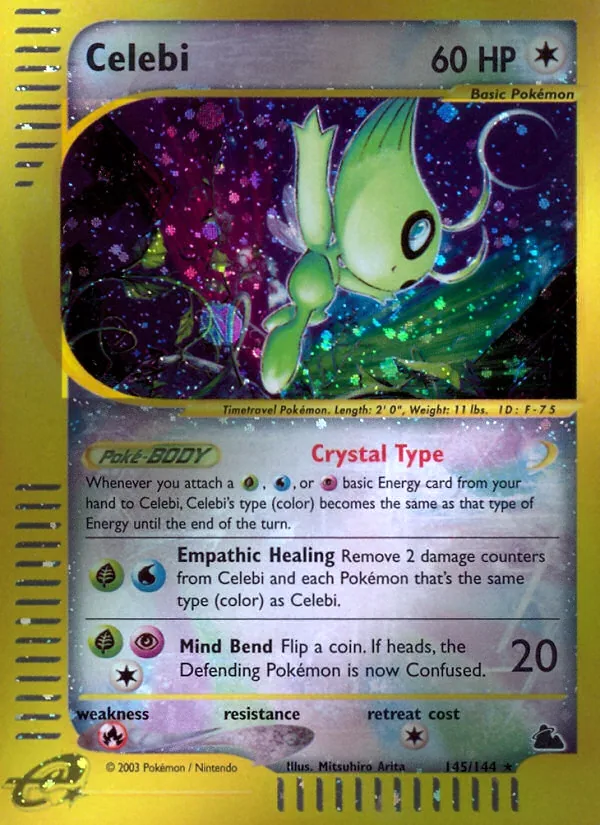 Celebi 60 HP
Basic Pokémon
Timetravel Pokémon. Length: 2' 0", Weight: 11 lbs. ID: F-75
Poké-BODY Crystal Type
Whenever you attach a , , or basic Energy card from your
hand to Celebi, Celebi's type (color) becomes the same as that type of
Energy until the end of the turn.
Empathic Healing Remove 2 damage counters
from Celebi and each Pokémon that's the same
type (color) as Celebi.
Mind Bend Flip a coin. If heads, the
Defending Pokémon is now Confused. 20
weakness resistance retreat cost
© 2003 Pokémon / Nintendo Illus. Mitsuhiro Arita 145/144 ★